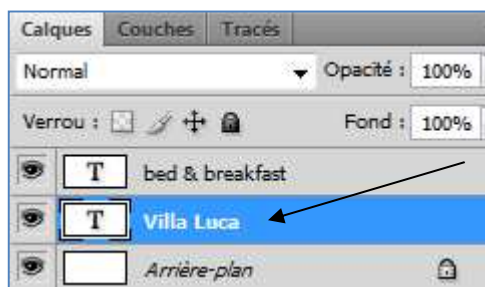 Calques Couches Tracés
Normal Opacité : 100%
Verrou : Fond : 100%
T bed & breakfast
T Villa Luca
Arrière-plan